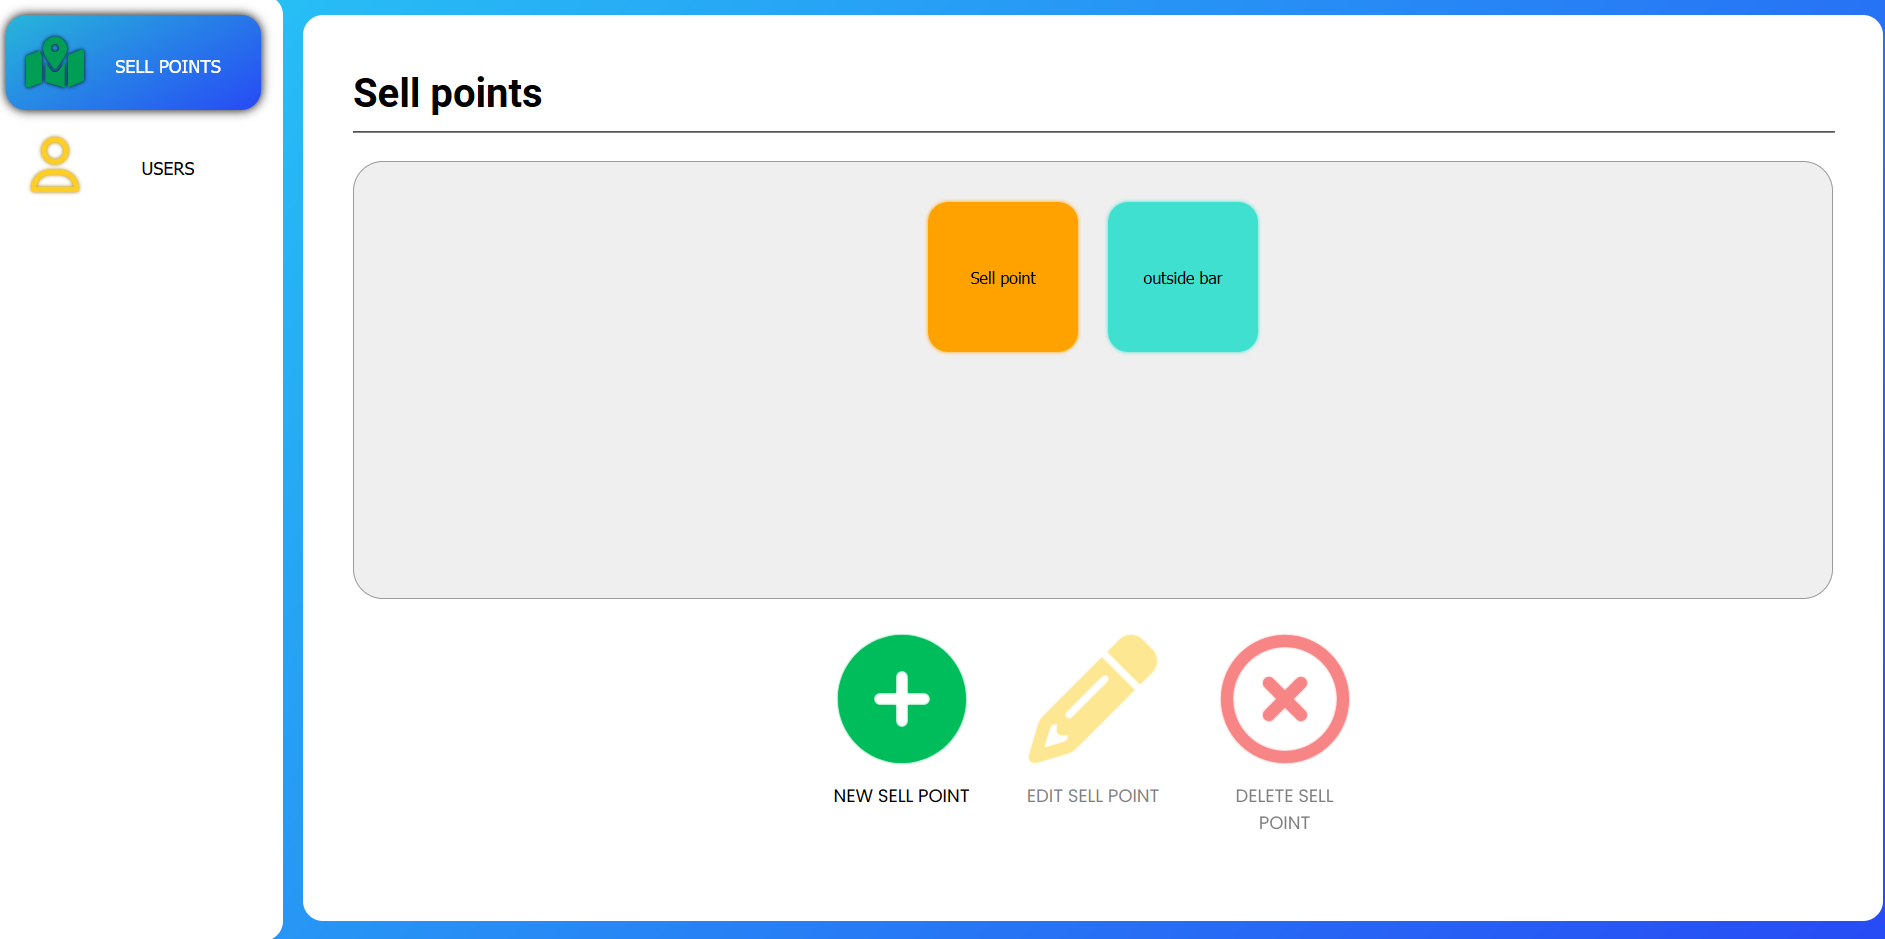 SELL POINTS
USERS
Sell points
Sell point
outside bar
NEW SELL POINT
EDIT SELL POINT
DELETE SELL
POINT